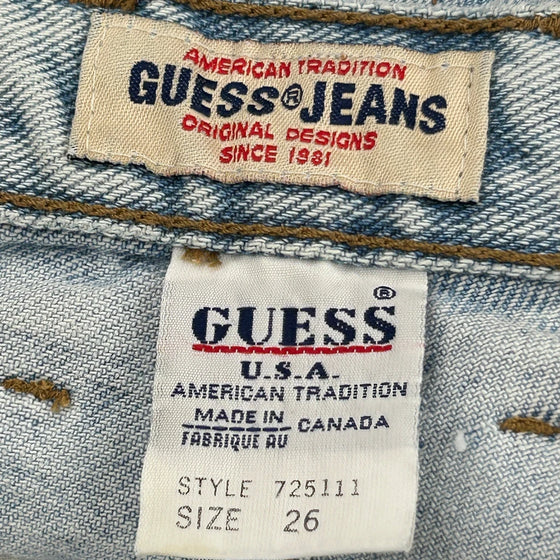 AMERICAN TRADITION
GUESS® JEANS
ORIGINAL DESIGNS
SINCE 1981
GUESS®
U.S.A.
AMERICAN TRADITION
MADE IN
FABRIQUÉ AU CANADA
STYLE 725111
SIZE 26